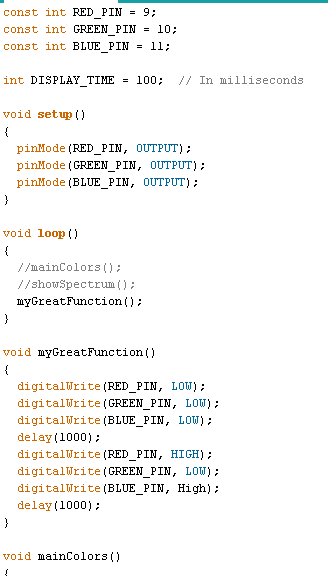 const int RED_PIN = 9;
const int GREEN_PIN = 10;
const int BLUE_PIN = 11;
int DISPLAY_TIME = 100;  // In milliseconds
void setup()
{
  pinMode(RED_PIN, OUTPUT);
  pinMode(GREEN_PIN, OUTPUT);
  pinMode(BLUE_PIN, OUTPUT);
}
void loop()
{
  //mainColors();
  //showSpectrum();
  myGreatFunction();
}
void myGreatFunction()
{
  digitalWrite(RED_PIN, LOW);
  digitalWrite(GREEN_PIN, LOW);
  digitalWrite(BLUE_PIN, LOW);
  delay(1000);
  digitalWrite(RED_PIN, HIGH);
  digitalWrite(GREEN_PIN, LOW);
  digitalWrite(BLUE_PIN, High);
  delay(1000);
}
void mainColors()
{